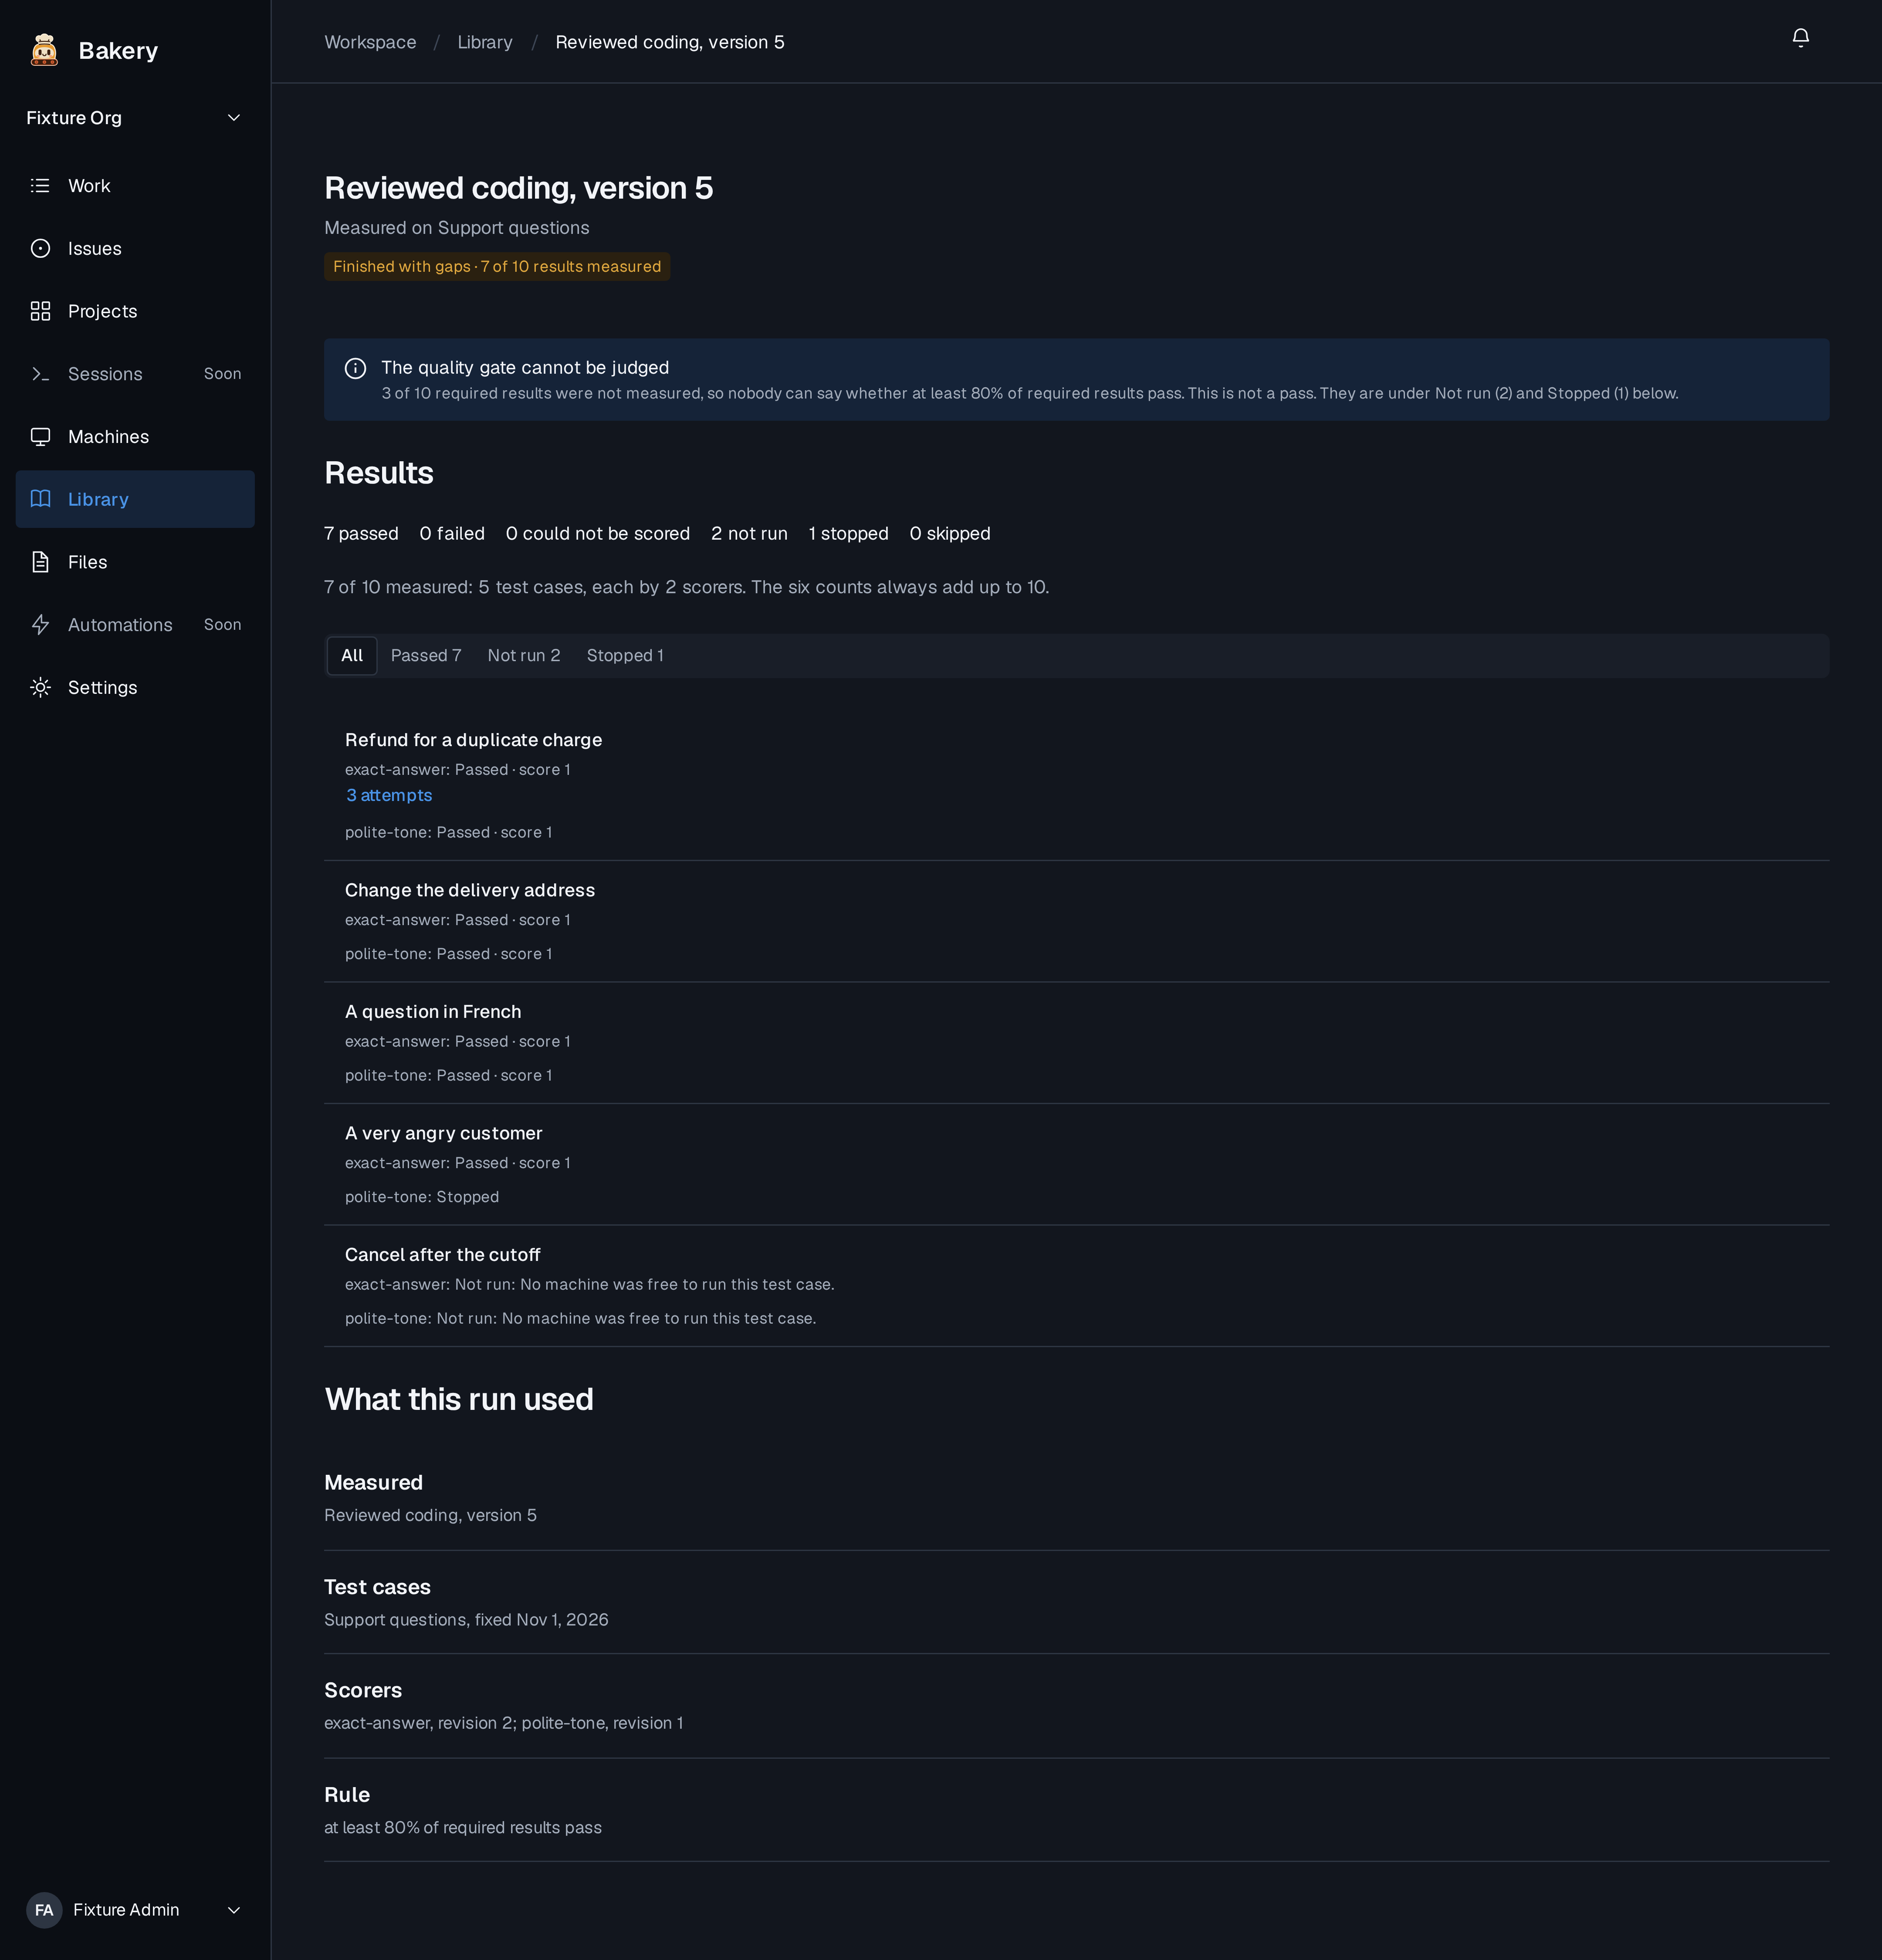 Bakery
Fixture Org
Work
Issues
Projects
Sessions Soon
Machines
Library
Files
Automations Soon
Settings
FA Fixture Admin
Workspace / Library / Reviewed coding, version 5
Reviewed coding, version 5
Measured on Support questions
Finished with gaps · 7 of 10 results measured
The quality gate cannot be judged
3 of 10 required results were not measured, so nobody can say whether at least 80% of required results pass. This is not a pass. They are under Not run (2) and Stopped (1) below.
Results
7 passed 0 failed 0 could not be scored 2 not run 1 stopped 0 skipped
7 of 10 measured: 5 test cases, each by 2 scorers. The six counts always add up to 10.
All Passed 7 Not run 2 Stopped 1
Refund for a duplicate charge
exact-answer: Passed · score 1
3 attempts
polite-tone: Passed · score 1
Change the delivery address
exact-answer: Passed · score 1
polite-tone: Passed · score 1
A question in French
exact-answer: Passed · score 1
polite-tone: Passed · score 1
A very angry customer
exact-answer: Passed · score 1
polite-tone: Stopped
Cancel after the cutoff
exact-answer: Not run: No machine was free to run this test case.
polite-tone: Not run: No machine was free to run this test case.
What this run used
Measured
Reviewed coding, version 5
Test cases
Support questions, fixed Nov 1, 2026
Scorers
exact-answer, revision 2; polite-tone, revision 1
Rule
at least 80% of required results pass